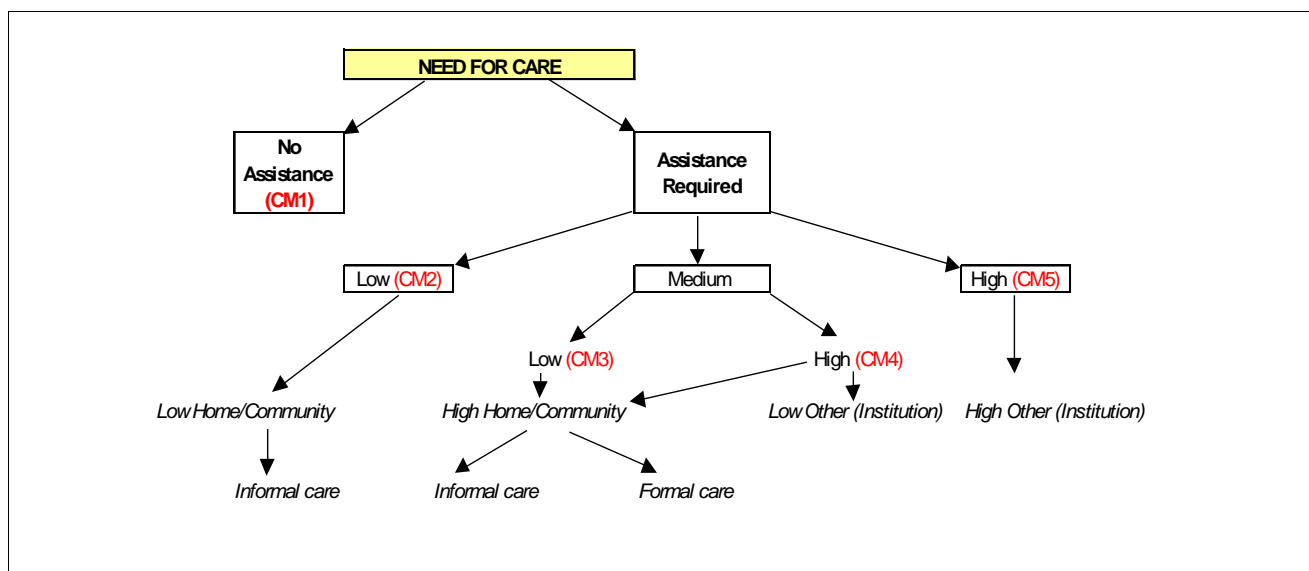 NEED FOR CARE
No
Assistance
(CM1)
Assistance
Required
Low (CM2)
Medium
High (CM5)
Low (CM3)
High (CM4)
Low Home/Community
High Home/Community
Low Other (Institution)
High Other (Institution)
Informal care
Informal care
Formal care